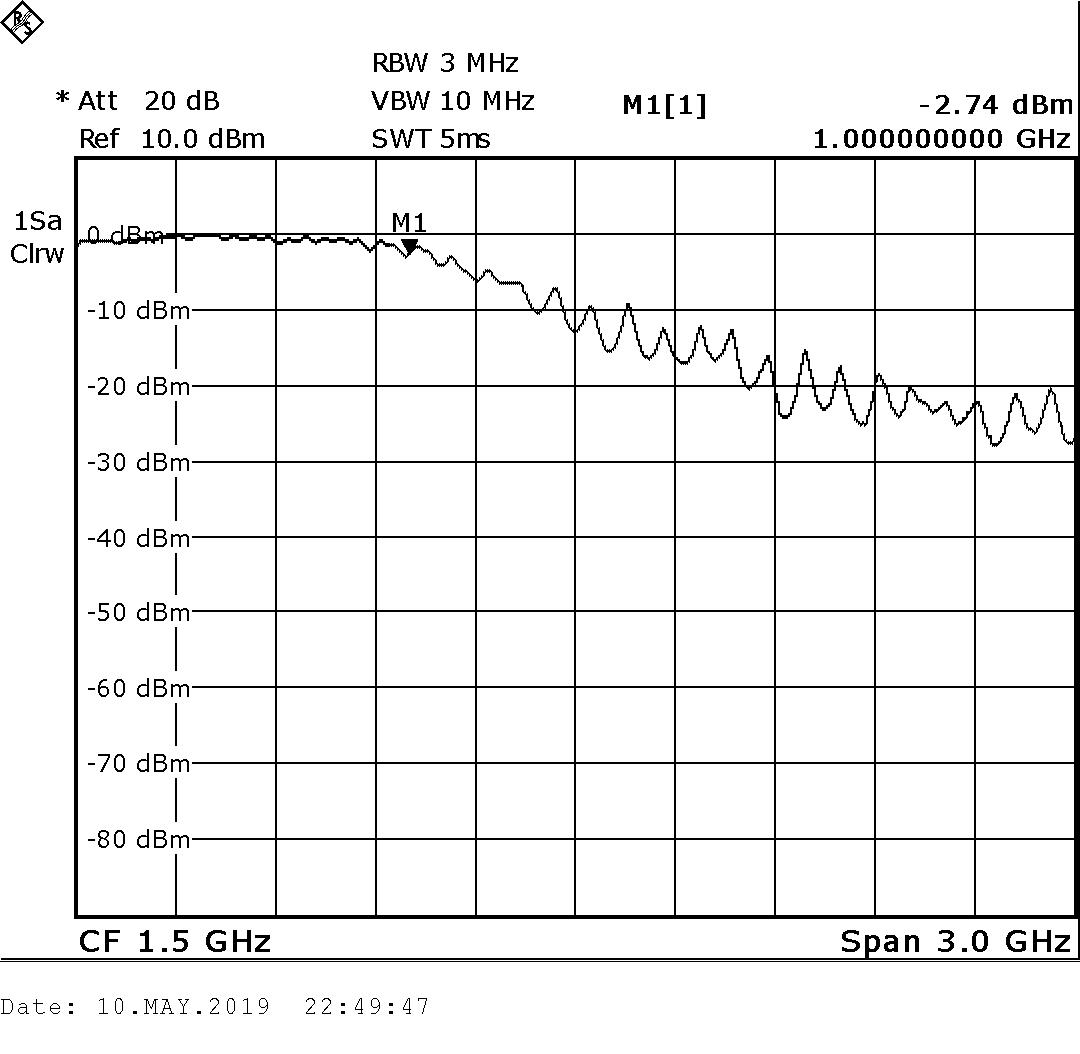 R S
RBW 3 MHz
* Att 20 dB VBW 10 MHz M1[1] -2.74 dBm
Ref 10.0 dBm SWT 5ms 1.000000000 GHz
1Sa
Clrw
M1
0 dBm
-10 dBm
-20 dBm
-30 dBm
-40 dBm
-50 dBm
-60 dBm
-70 dBm
-80 dBm
CF 1.5 GHz Span 3.0 GHz
Date: 10.MAY.2019 22:49:47